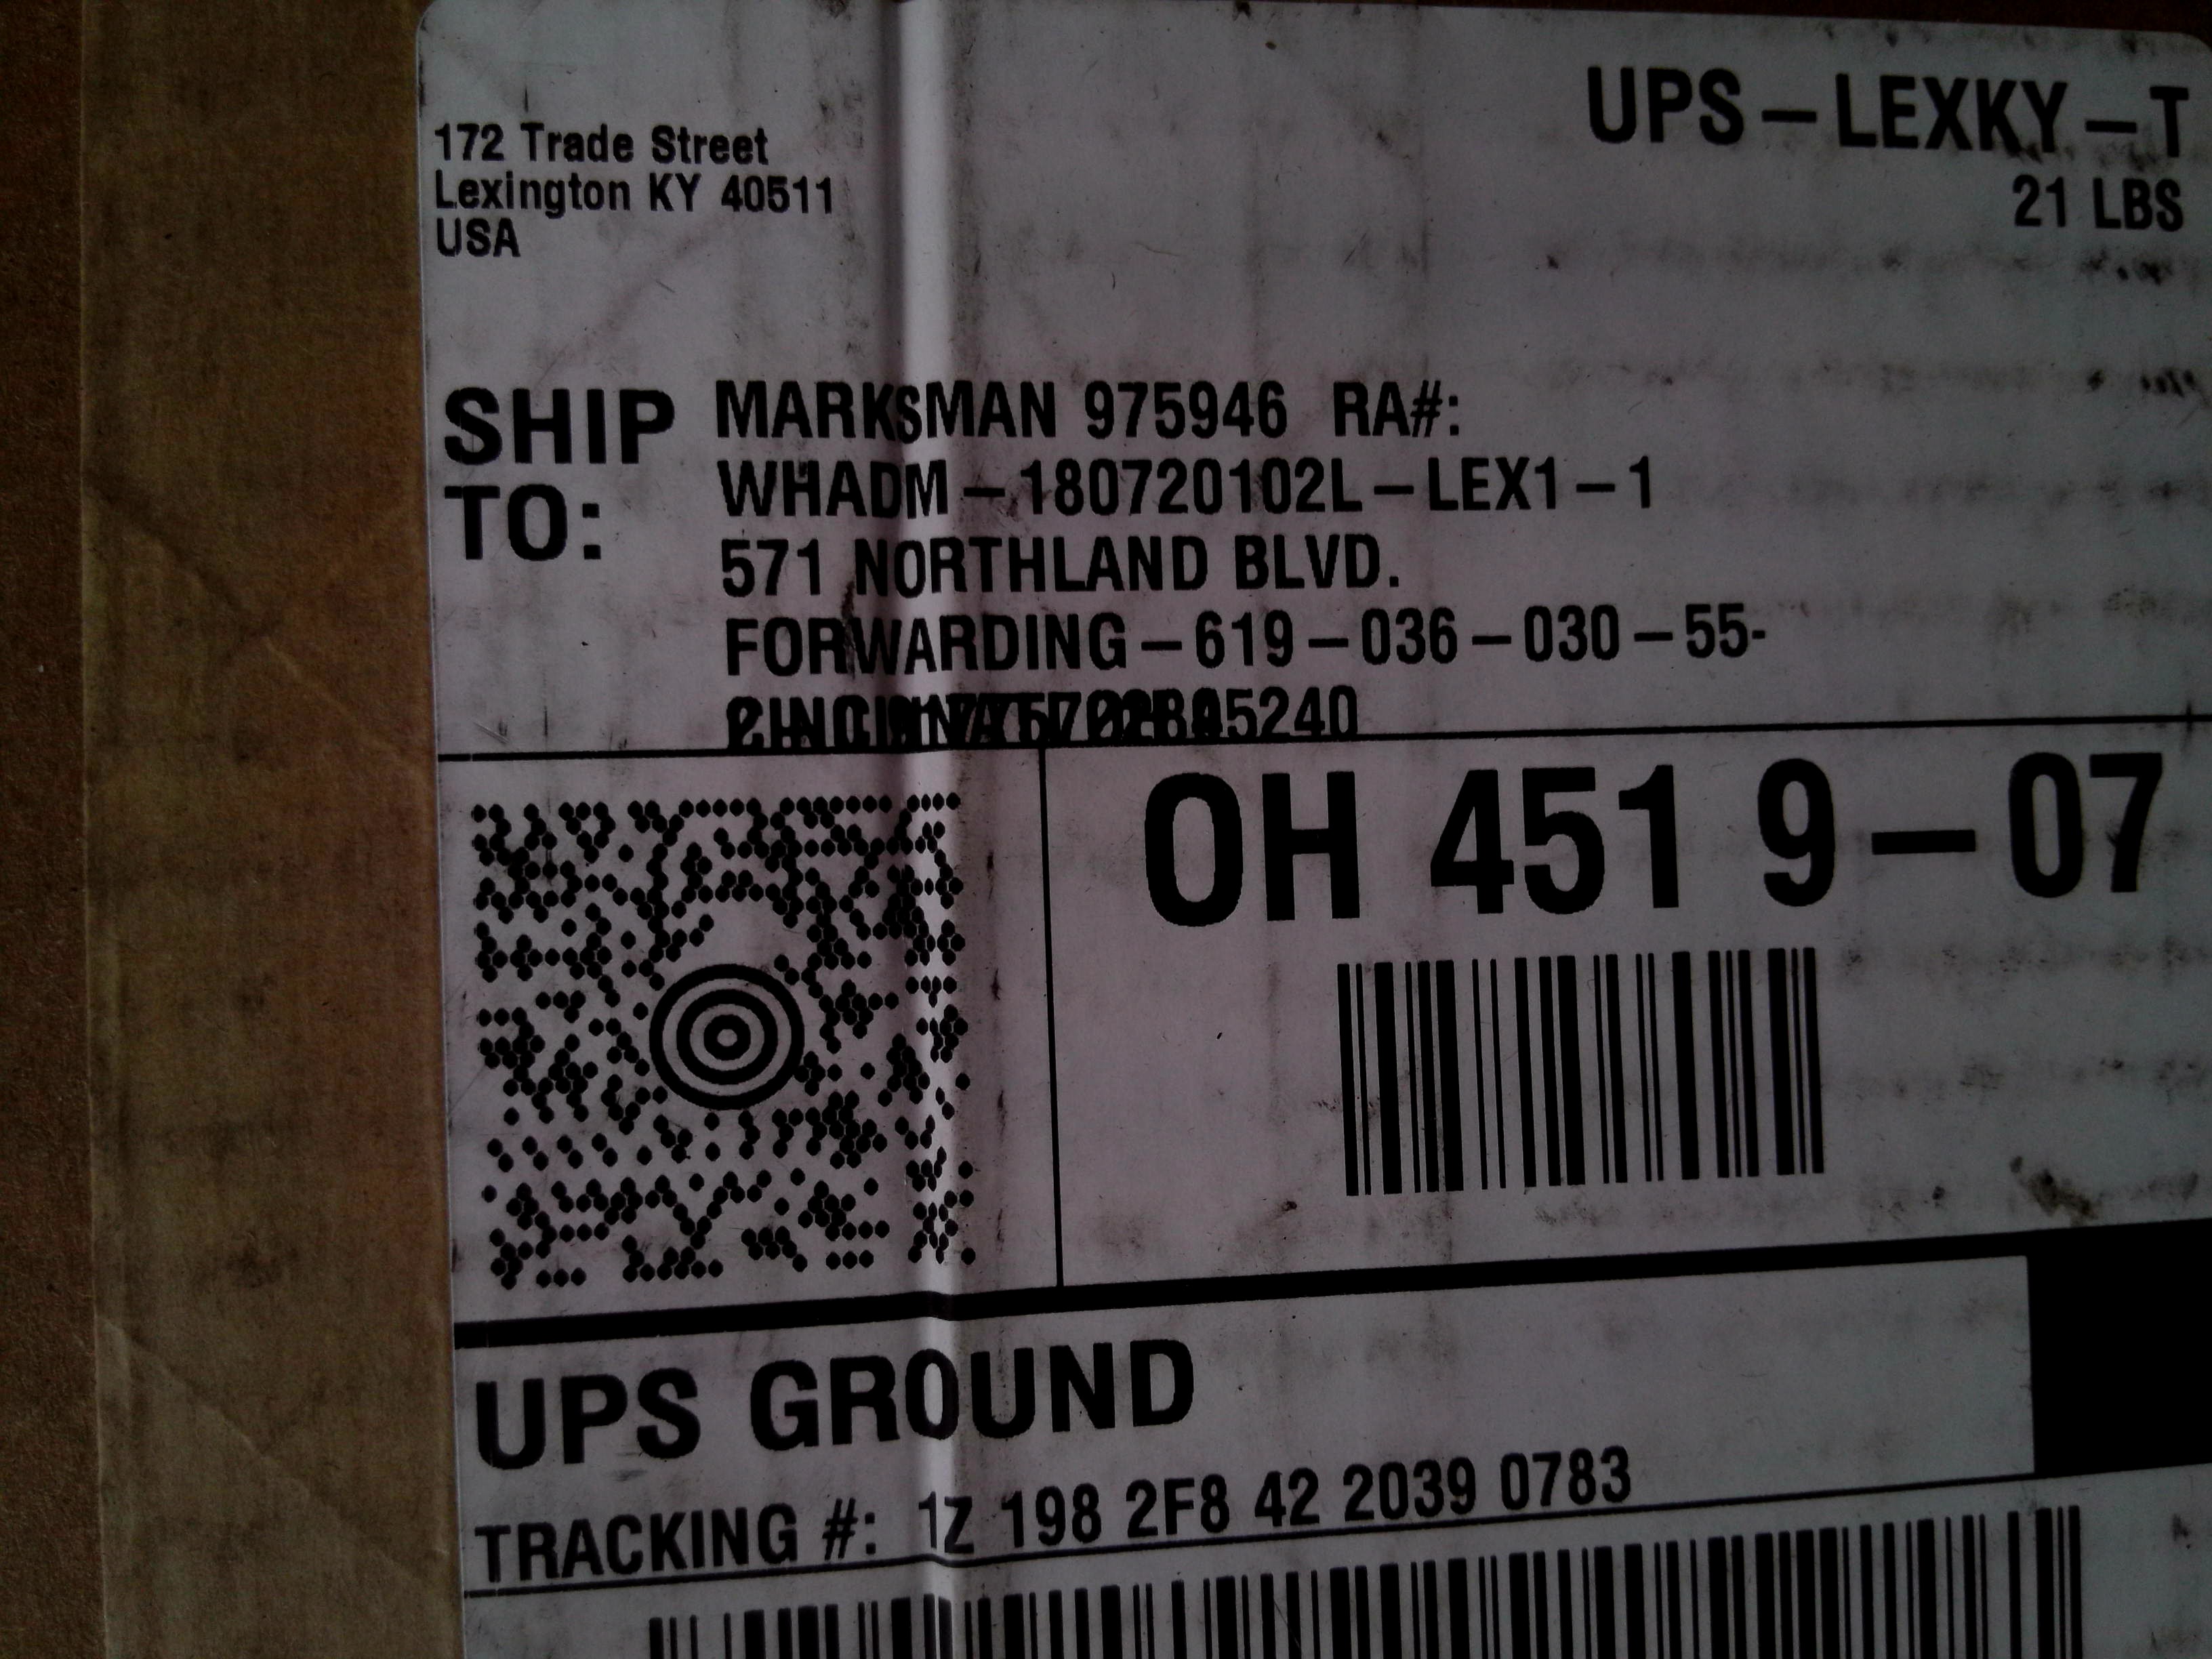 172 Trade Street
Lexington KY 40511
USA
UPS – LEXKY – T
21 LBS
SHIP TO:
MARKSMAN 975946 RA#:
WHADM – 180720102L – LEX1 – 1
571 NORTHLAND BLVD.
FORWARDING – 619 – 036 – 030 – 55-
OH 451 9 – 07
UPS GROUND
TRACKING #: 1Z 198 2F8 42 2039 0783